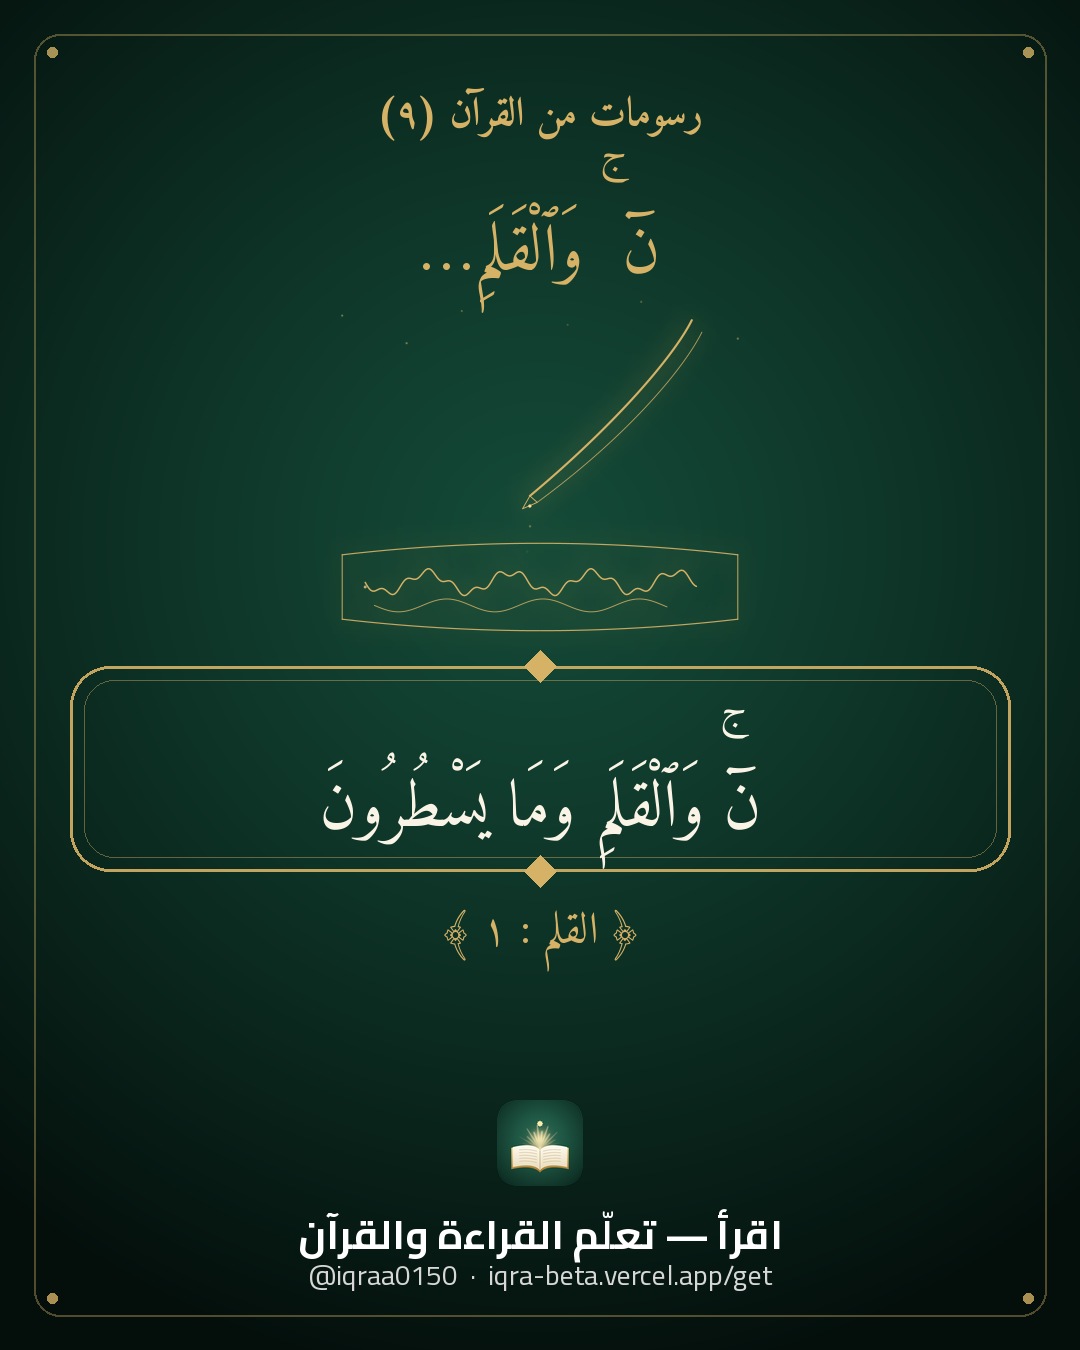 رسومات من القرآن (٩)
نٓۚ وَٱلْقَلَمِ...
نٓۚ وَٱلْقَلَمِ وَمَا يَسْطُرُونَ
﴿ القلم : ١ ﴾
اقرأ — تعلّم القراءة والقرآن
@iqraa0150 · iqra-beta.vercel.app/get